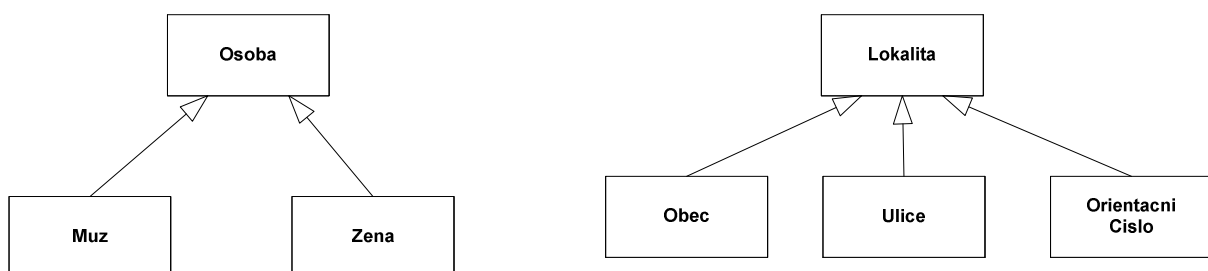 Osoba
Lokalita
Muz
Zena
Obec
Ulice
Orientacni
Cislo